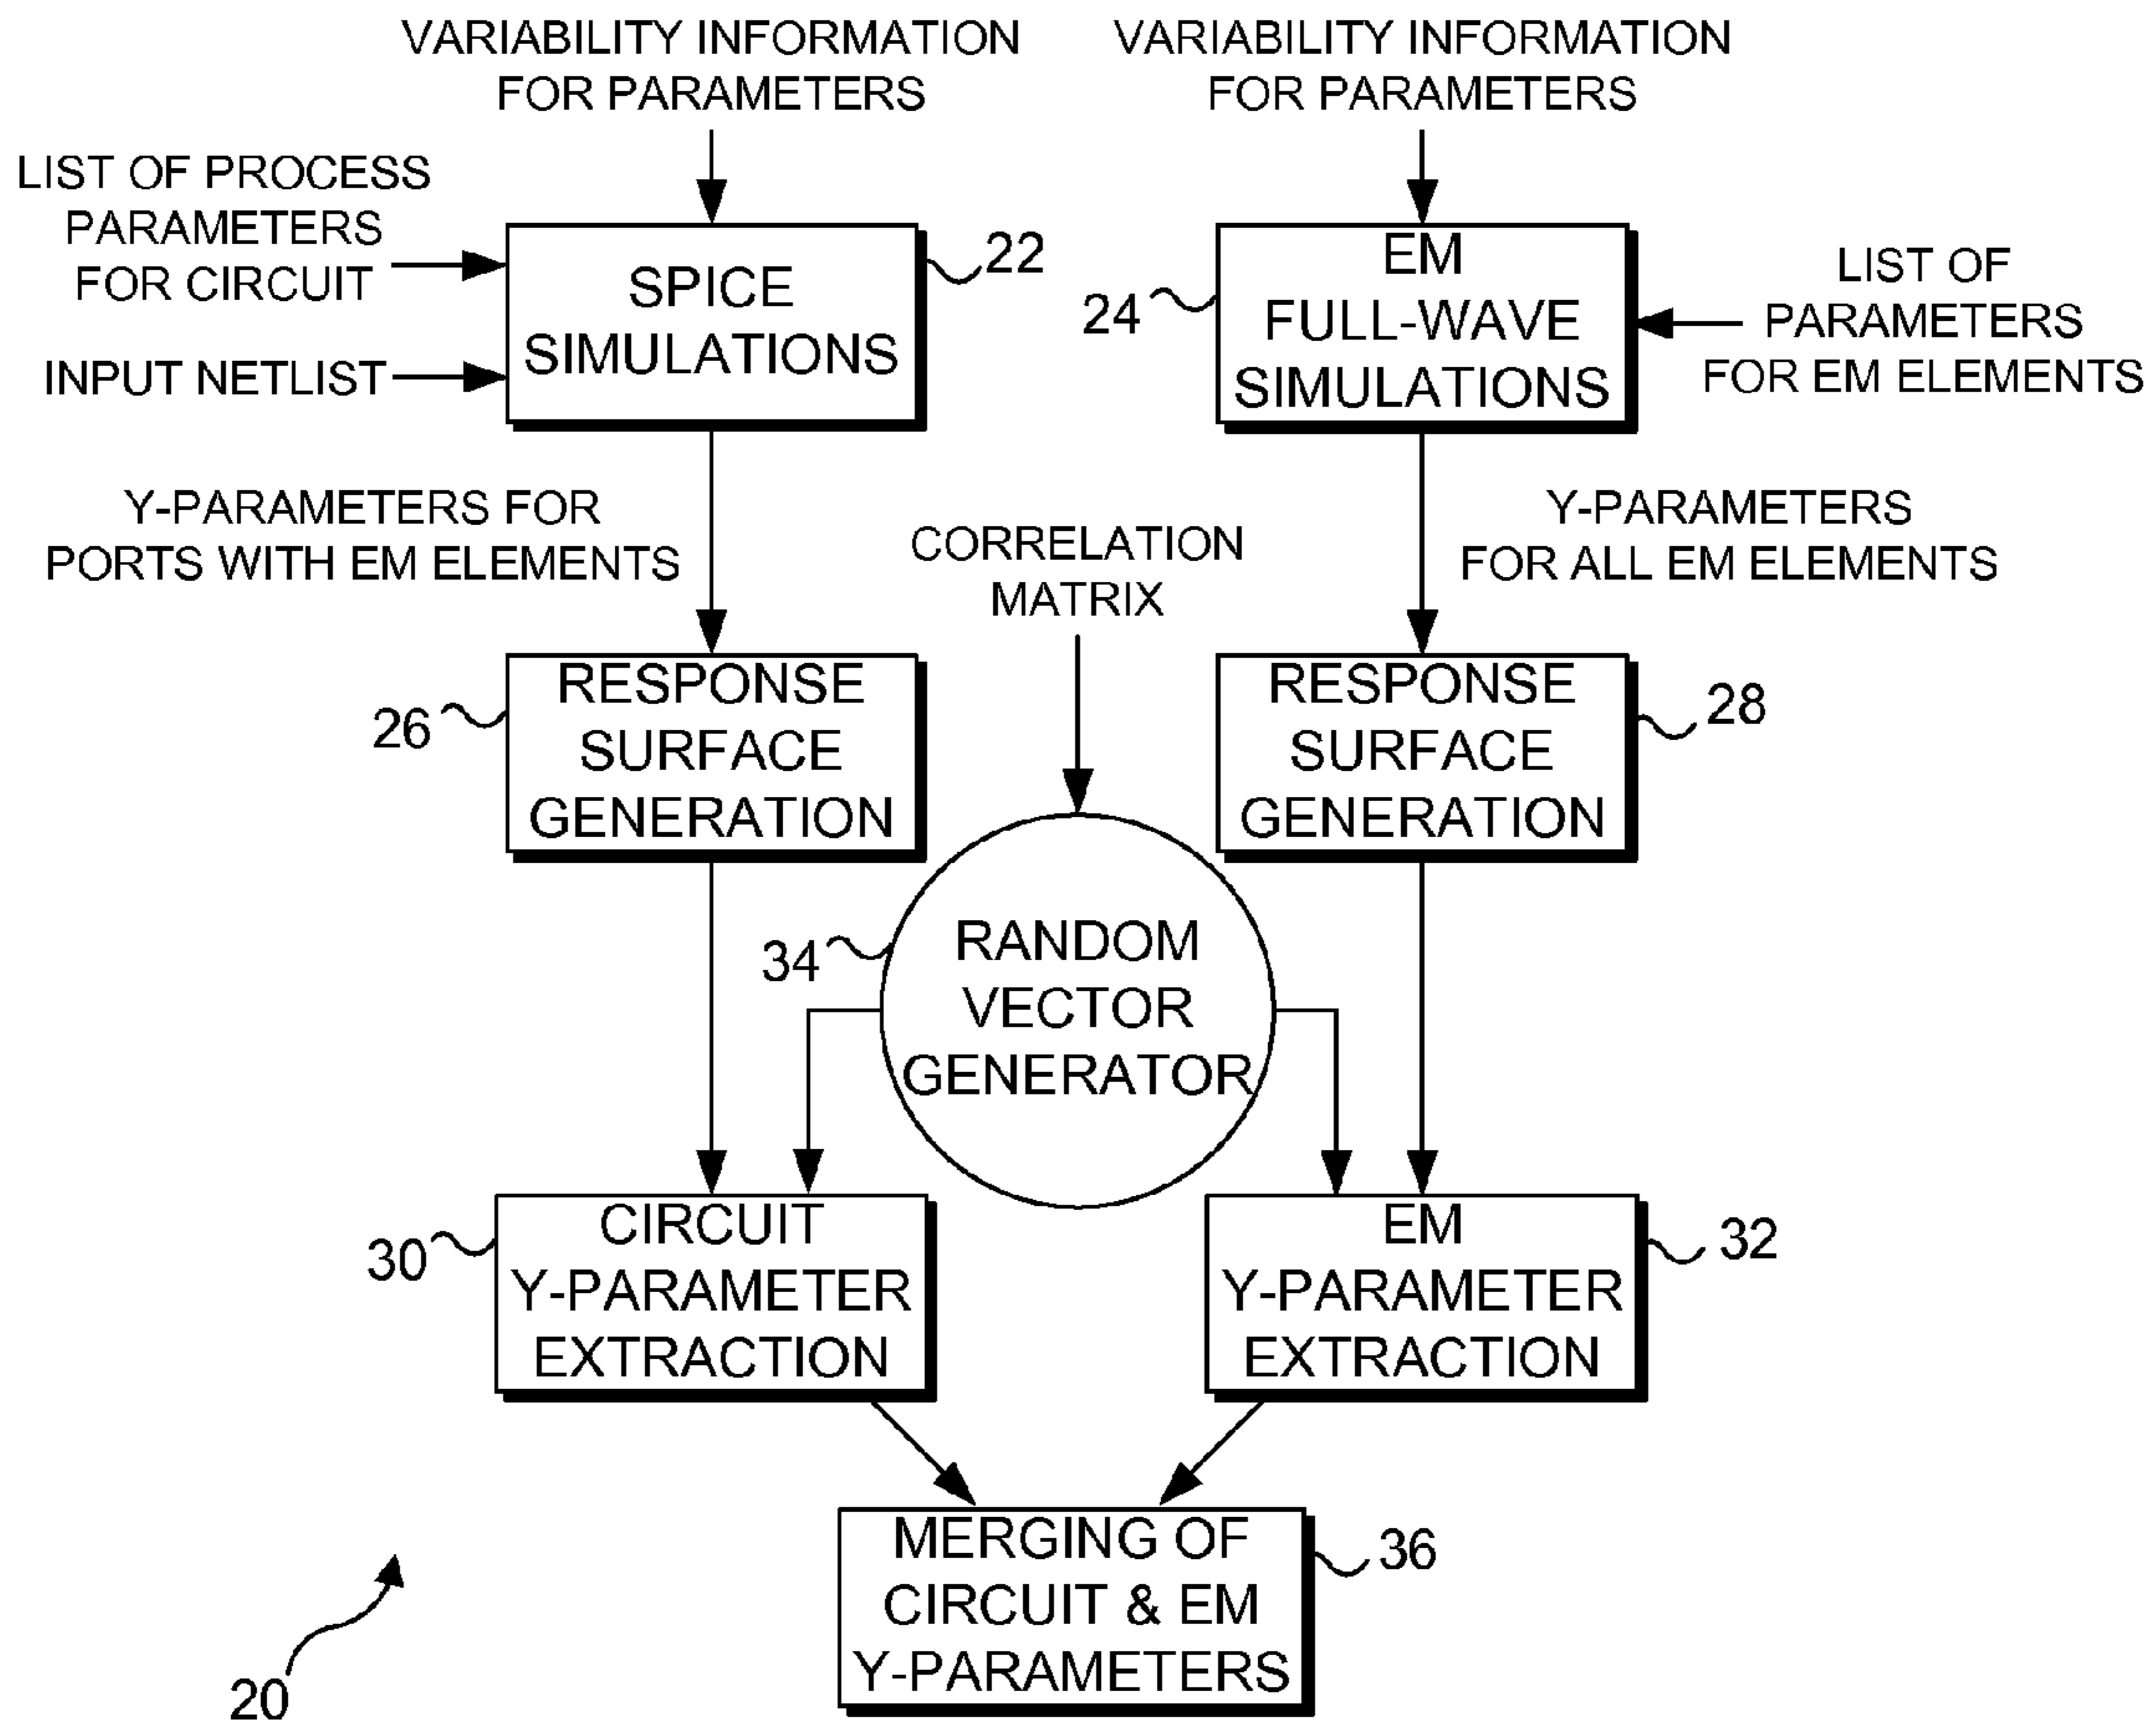 VARIABILITY INFORMATION
FOR PARAMETERS
VARIABILITY INFORMATION
FOR PARAMETERS
LIST OF PROCESS
PARAMETERS
FOR CIRCUIT
INPUT NETLIST
SPICE
SIMULATIONS
22
24
EM
FULL-WAVE
SIMULATIONS
LIST OF
PARAMETERS
FOR EM ELEMENTS
Y-PARAMETERS FOR
PORTS WITH EM ELEMENTS
CORRELATION
MATRIX
Y-PARAMETERS
FOR ALL EM ELEMENTS
26
RESPONSE
SURFACE
GENERATION
RESPONSE
SURFACE
GENERATION
28
34
RANDOM
VECTOR
GENERATOR
30
CIRCUIT
Y-PARAMETER
EXTRACTION
EM
Y-PARAMETER
EXTRACTION
32
MERGING OF
CIRCUIT & EM
Y-PARAMETERS
36
20